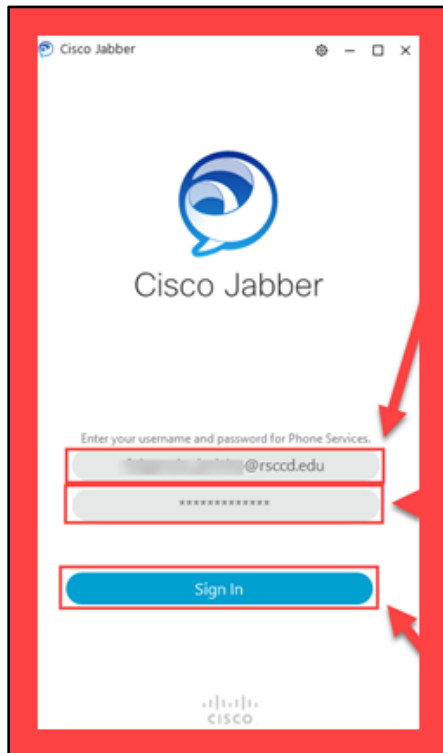 Cisco Jabber
Cisco Jabber
Enter your username and password for Phone Services.
@rsccd.edu
*************
Sign In
CISCO